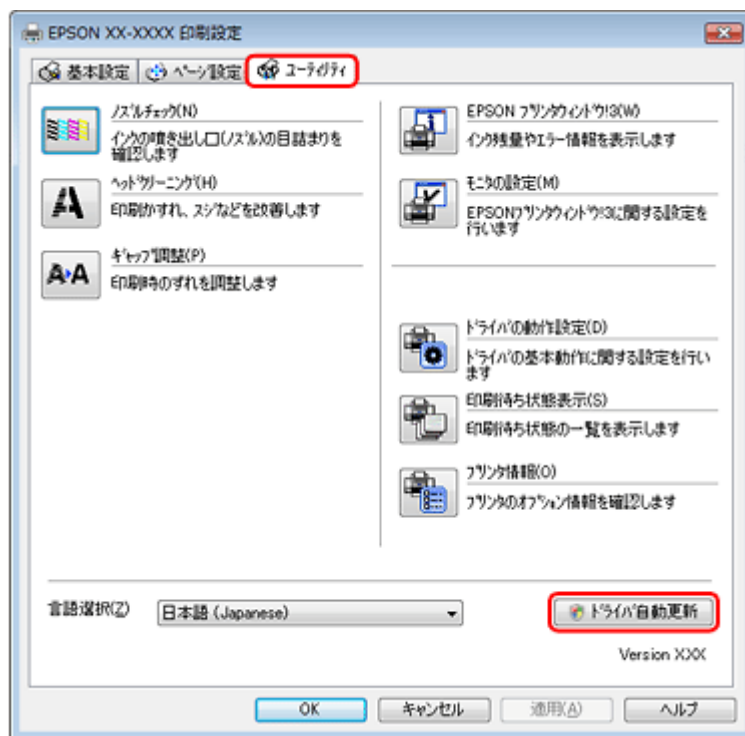 EPSON XX-XXXX 印刷設定
基本設定
ページ設定
ユーティリティ
ノズルチェック(N)
インクの噴き出し口(ノズル)の目詰まりを
確認します
ヘッドクリーニング(H)
印刷かすれ、スジなどを改善します
ギャップ調整(P)
印刷時のずれを調整します
EPSON プリンタウィンドウ!3(W)
インク残量やエラー情報を表示します
モニタの設定(M)
EPSONプリンタウィンドウ!3に関する設定を
行います
ドライバの動作設定(D)
ドライバの基本動作に関する設定を行い
ます
印刷待ち状態表示(S)
印刷待ち状態の一覧を表示します
プリンタ情報(O)
プリンタのオプション情報を確認します
言語選択(Z)
日本語 (Japanese)
ドライバ自動更新
Version XXX
OK
キャンセル
適用(A)
ヘルプ